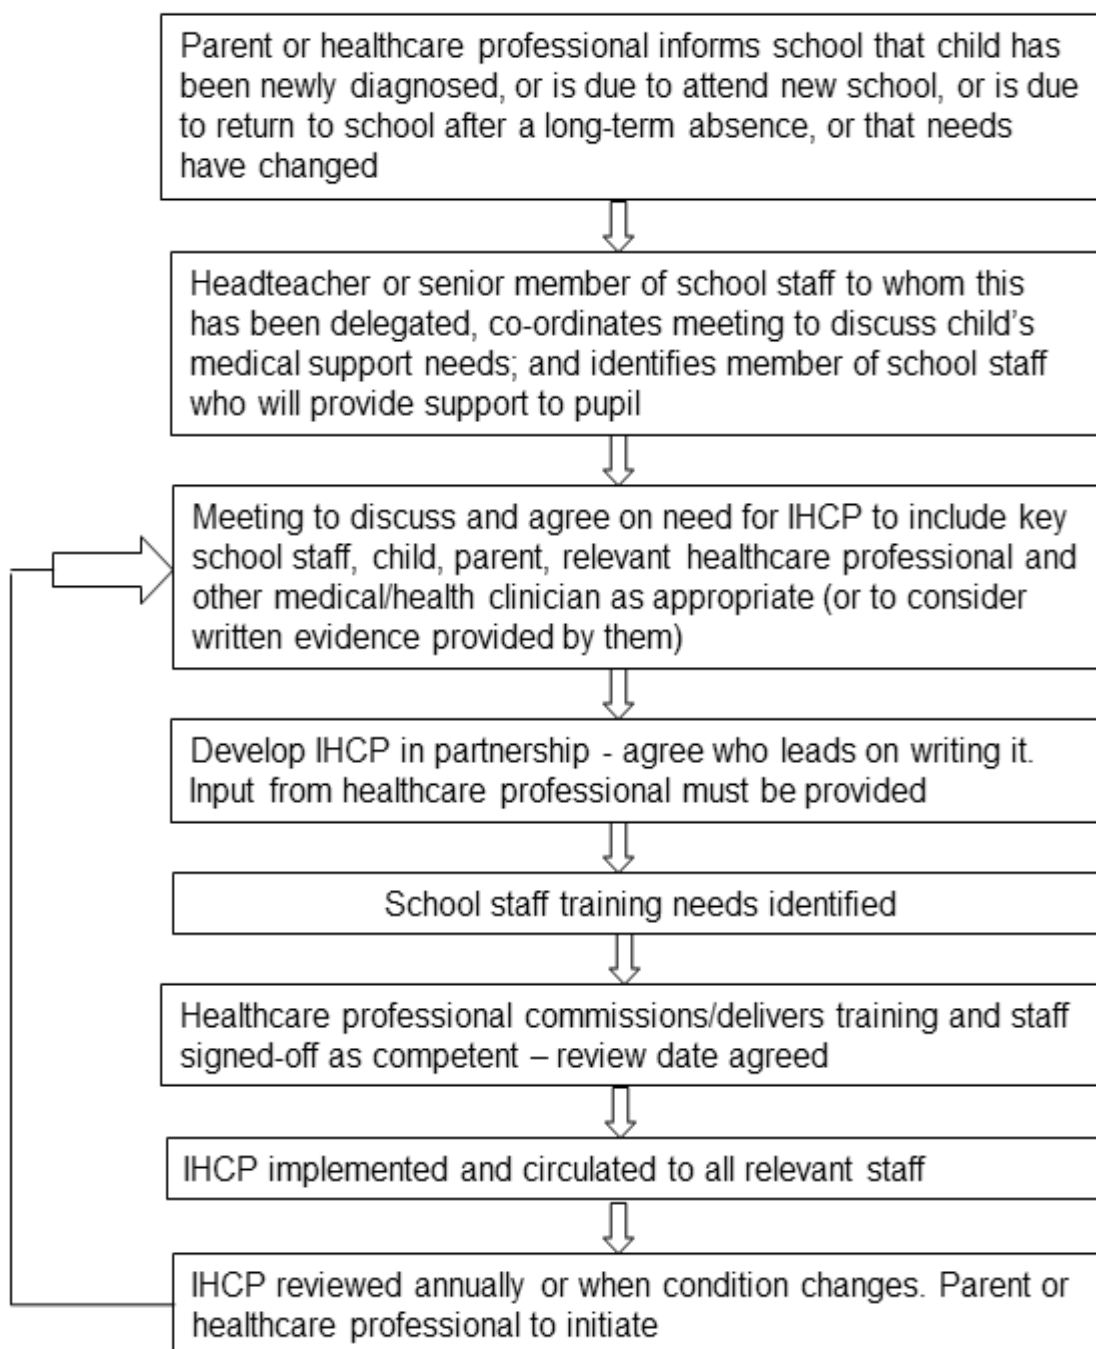 Parent or healthcare professional informs school that child has
been newly diagnosed, or is due to attend new school, or is due
to return to school after a long-term absence, or that needs
have changed
Headteacher or senior member of school staff to whom this
has been delegated, co-ordinates meeting to discuss child's
medical support needs; and identifies member of school staff
who will provide support to pupil
Meeting to discuss and agree on need for IHCP to include key
school staff, child, parent, relevant healthcare professional and
other medical/health clinician as appropriate (or to consider
written evidence provided by them)
Develop IHCP in partnership - agree who leads on writing it.
Input from healthcare professional must be provided
School staff training needs identified
Healthcare professional commissions/delivers training and staff
signed-off as competent – review date agreed
IHCP implemented and circulated to all relevant staff
IHCP reviewed annually or when condition changes. Parent or
healthcare professional to initiate